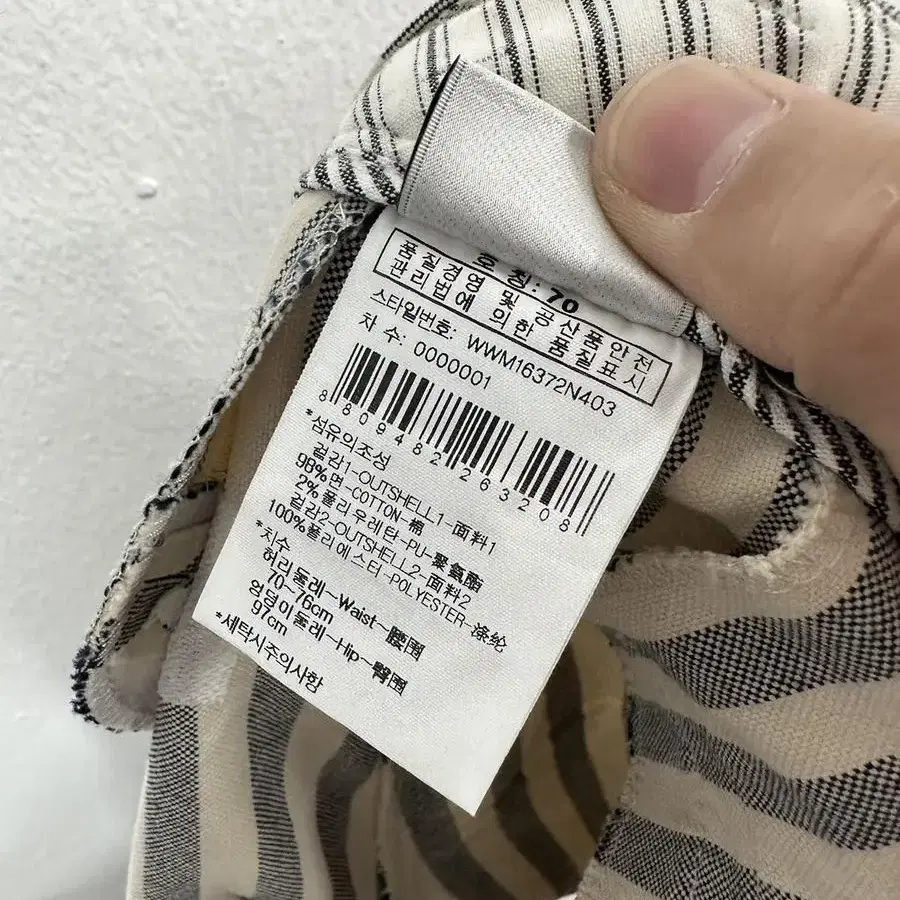 호 칭: 70
품질경영 및 공산품안전
관리법에 의한 품질표시
스타일번호: WWM16372N403
차 수: 0000001
8809482263208
*섬유의조성
겉감1-OUTSHELL1-面料1
98%면-COTTON-棉
2%폴리우레탄-PU-聚氨酯
겉감2-OUTSHELL2-面料2
100%폴리에스터-POLYESTER-涤纶
*치수
허리둘레-Waist-腰围
70-76cm
엉덩이둘레-Hip-臀围
97cm
*세탁시주의사항